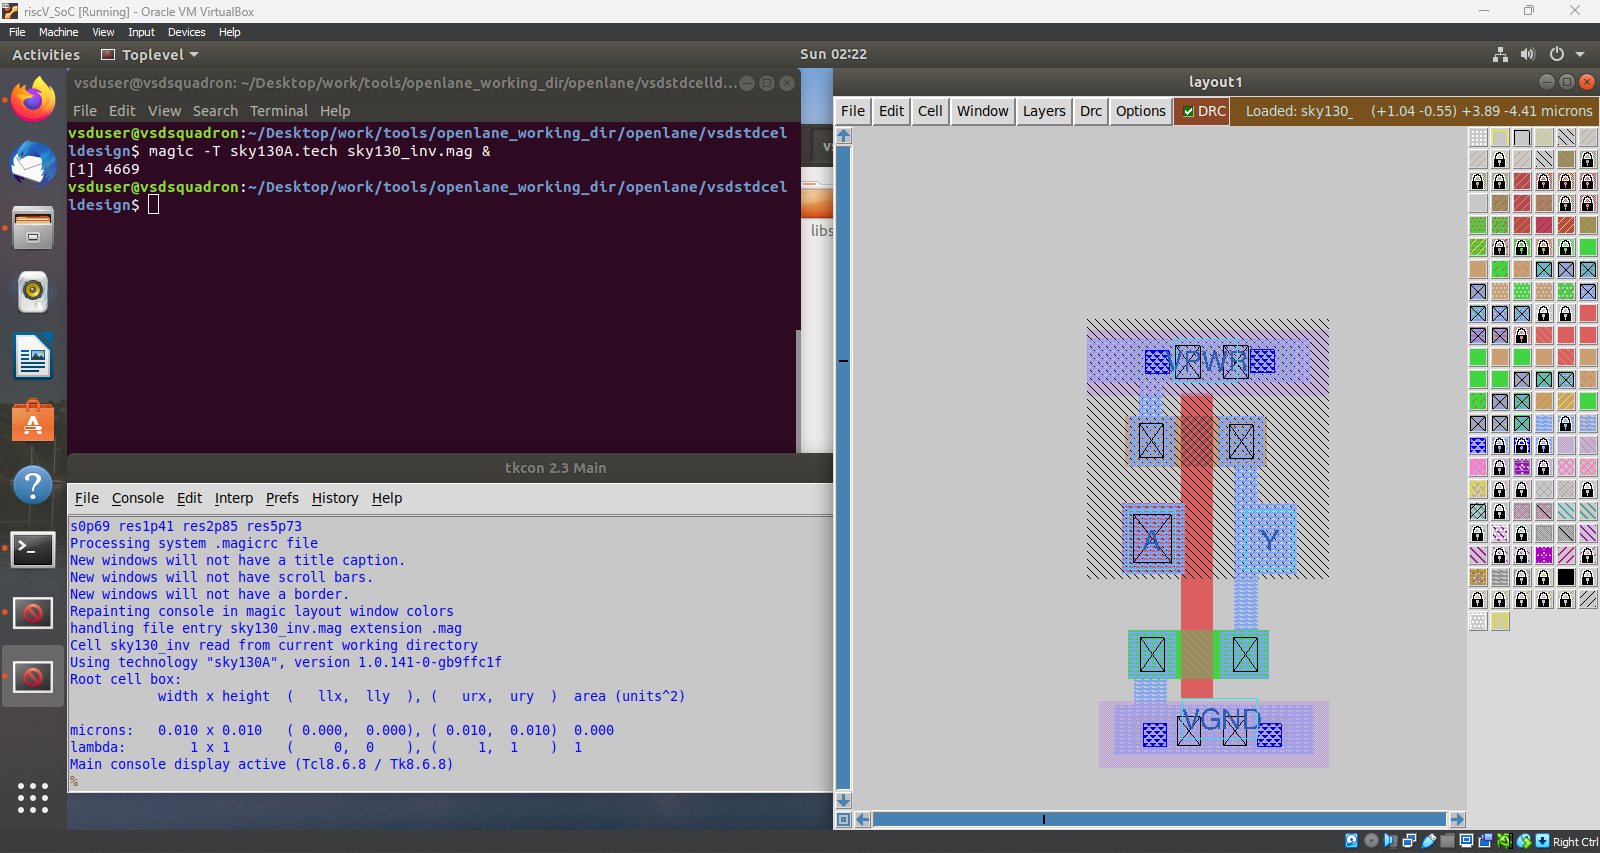 riscV_SoC [Running] - Oracle VM VirtualBox
File Machine View Input Devices Help
Activities Toplevel Sun 02:22
vsduser@vsdsquadron: ~/Desktop/work/tools/openlane_working_dir/openlane/vsdstdcelld...
File Edit View Search Terminal Help
vsduser@vsdsquadron:~/Desktop/work/tools/openlane_working_dir/openlane/vsdstdcel
ldesign$ magic -T sky130A.tech sky130_inv.mag &
[1] 4669
vsduser@vsdsquadron:~/Desktop/work/tools/openlane_working_dir/openlane/vsdstdcel
ldesign$
libs
tkcon 2.3 Main
File Console Edit Interp Prefs History Help
s0p69 res1p41 res2p85 res5p73
Processing system .magicrc file
New windows will not have a title caption.
New windows will not have scroll bars.
New windows will not have a border.
Repainting console in magic layout window colors
handling file entry sky130_inv.mag extension .mag
Cell sky130_inv read from current working directory
Using technology "sky130A", version 1.0.141-0-gb9ffc1f
Root cell box:
width x height ( llx, lly ), ( urx, ury ) area (units^2)
microns: 0.010 x 0.010 ( 0.000, 0.000), ( 0.010, 0.010) 0.000
lambda: 1 x 1 ( 0, 0 ), ( 1, 1 ) 1
Main console display active (Tcl8.6.8 / Tk8.6.8)
%
layout1
File Edit Cell Window Layers Drc Options DRC Loaded: sky130_ (+1.04 -0.55) +3.89 -4.41 microns
VPWR
A Y
VGND
Right Ctrl